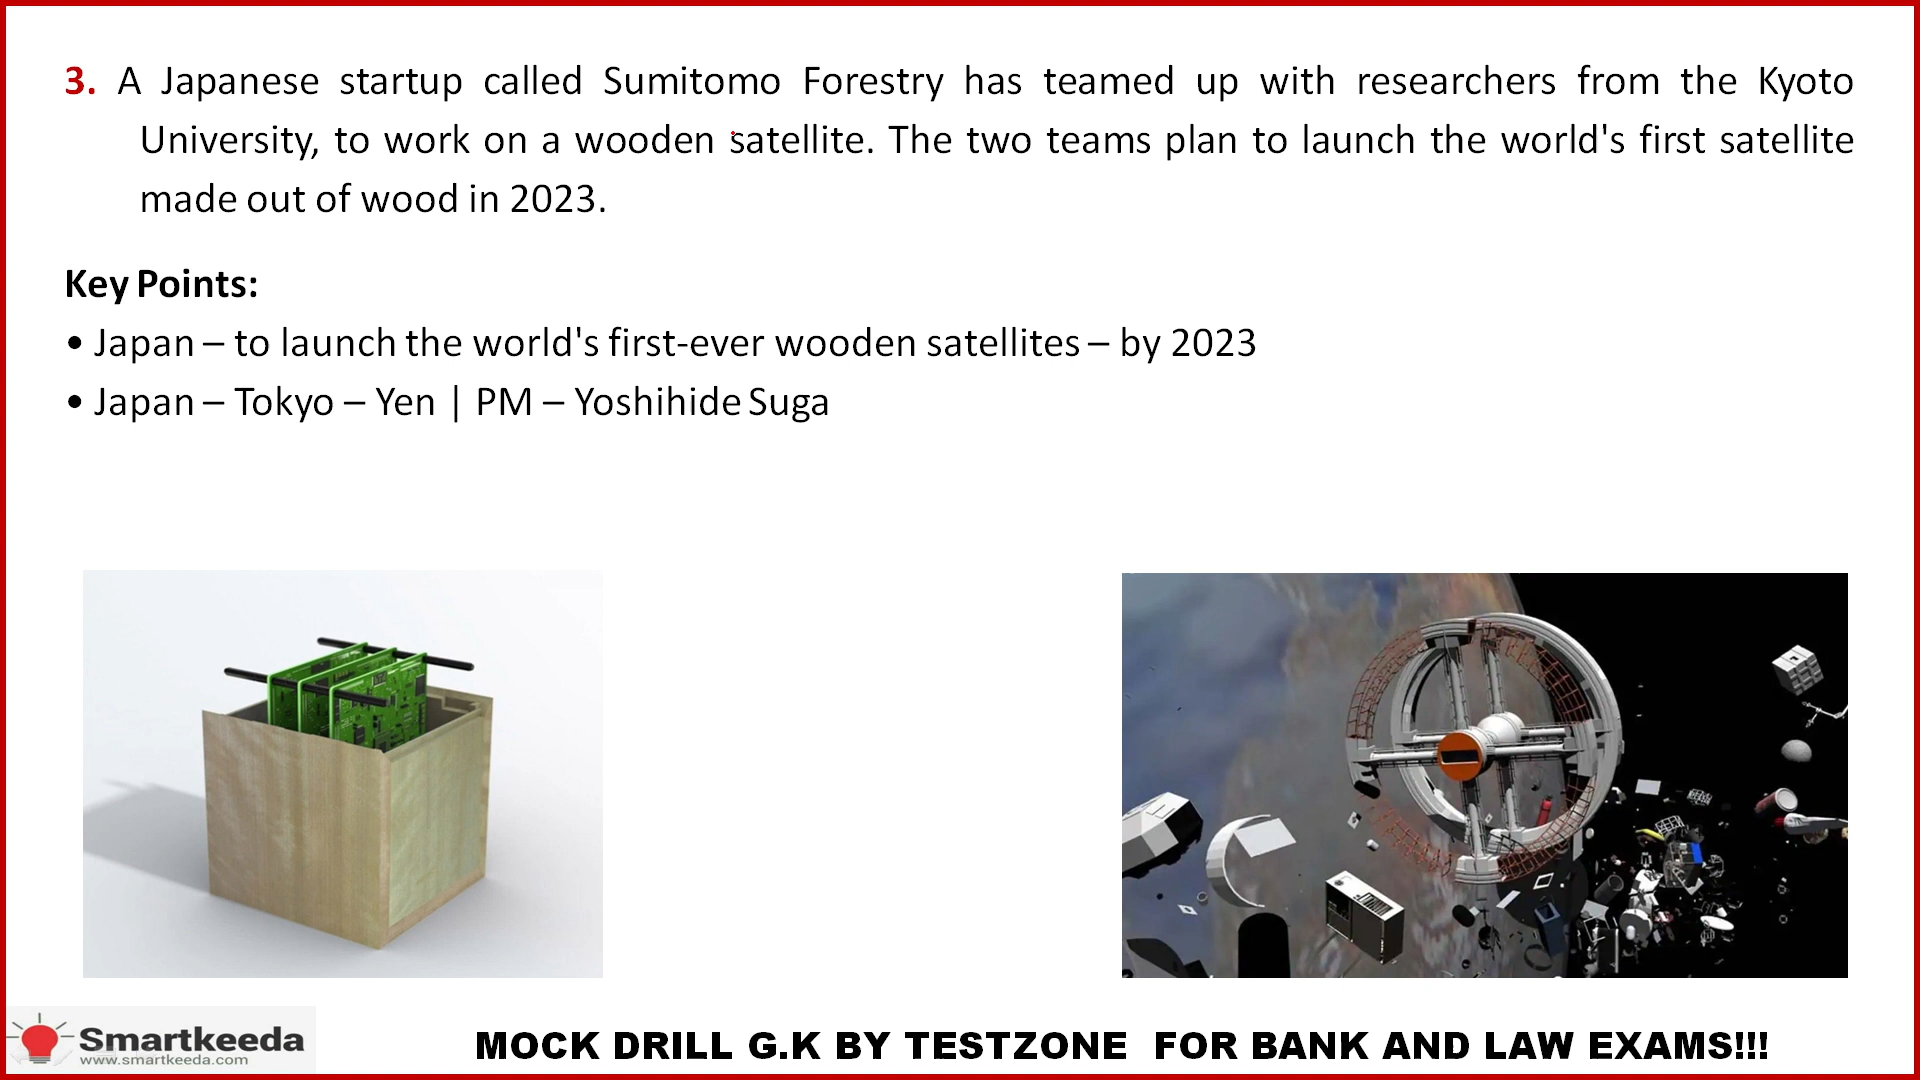 3. A Japanese startup called Sumitomo Forestry has teamed up with researchers from the Kyoto
University, to work on a wooden satellite. The two teams plan to launch the world's first satellite
made out of wood in 2023.
Key Points:
• Japan – to launch the world's first-ever wooden satellites – by 2023
• Japan – Tokyo – Yen | PM – Yoshihide Suga
Smartkeeda
www.smartkeeda.com
MOCK DRILL G.K BY TESTZONE FOR BANK AND LAW EXAMS!!!